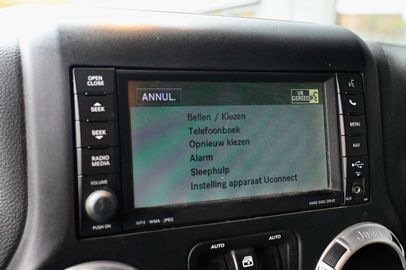 OPEN
CLOSE
SEEK
SEEK
RADIO
MEDIA
VOLUME
PUSH ON
ANNUL.
VR
GEREED
Bellen / Kiezen
Telefoonboek
Opnieuw kiezen
Alarm
Sleephulp
Instelling apparaat Uconnect
MENU
NAV
AUX
MP3 · WMA · JPEG
HARD DISC DRIVE
AUTO
AUTO
Jeep